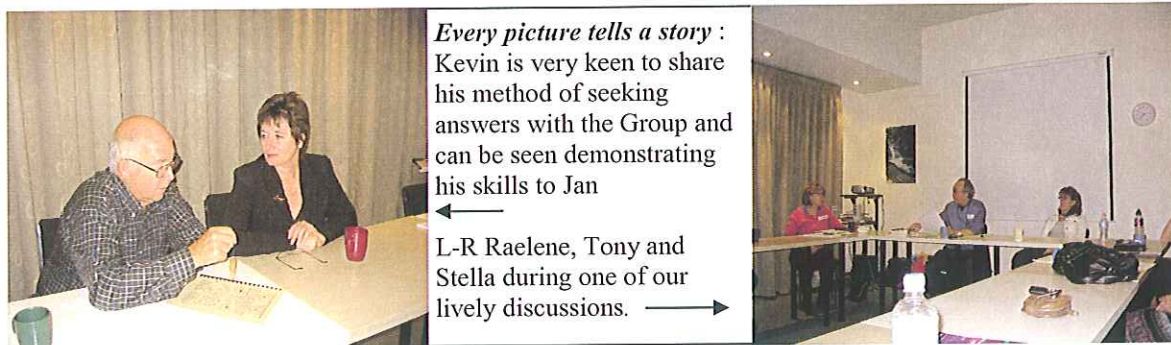 Every picture tells a story :
Kevin is very keen to share
his method of seeking
answers with the Group and
can be seen demonstrating
his skills to Jan
L-R Raelene, Tony and
Stella during one of our
lively discussions.